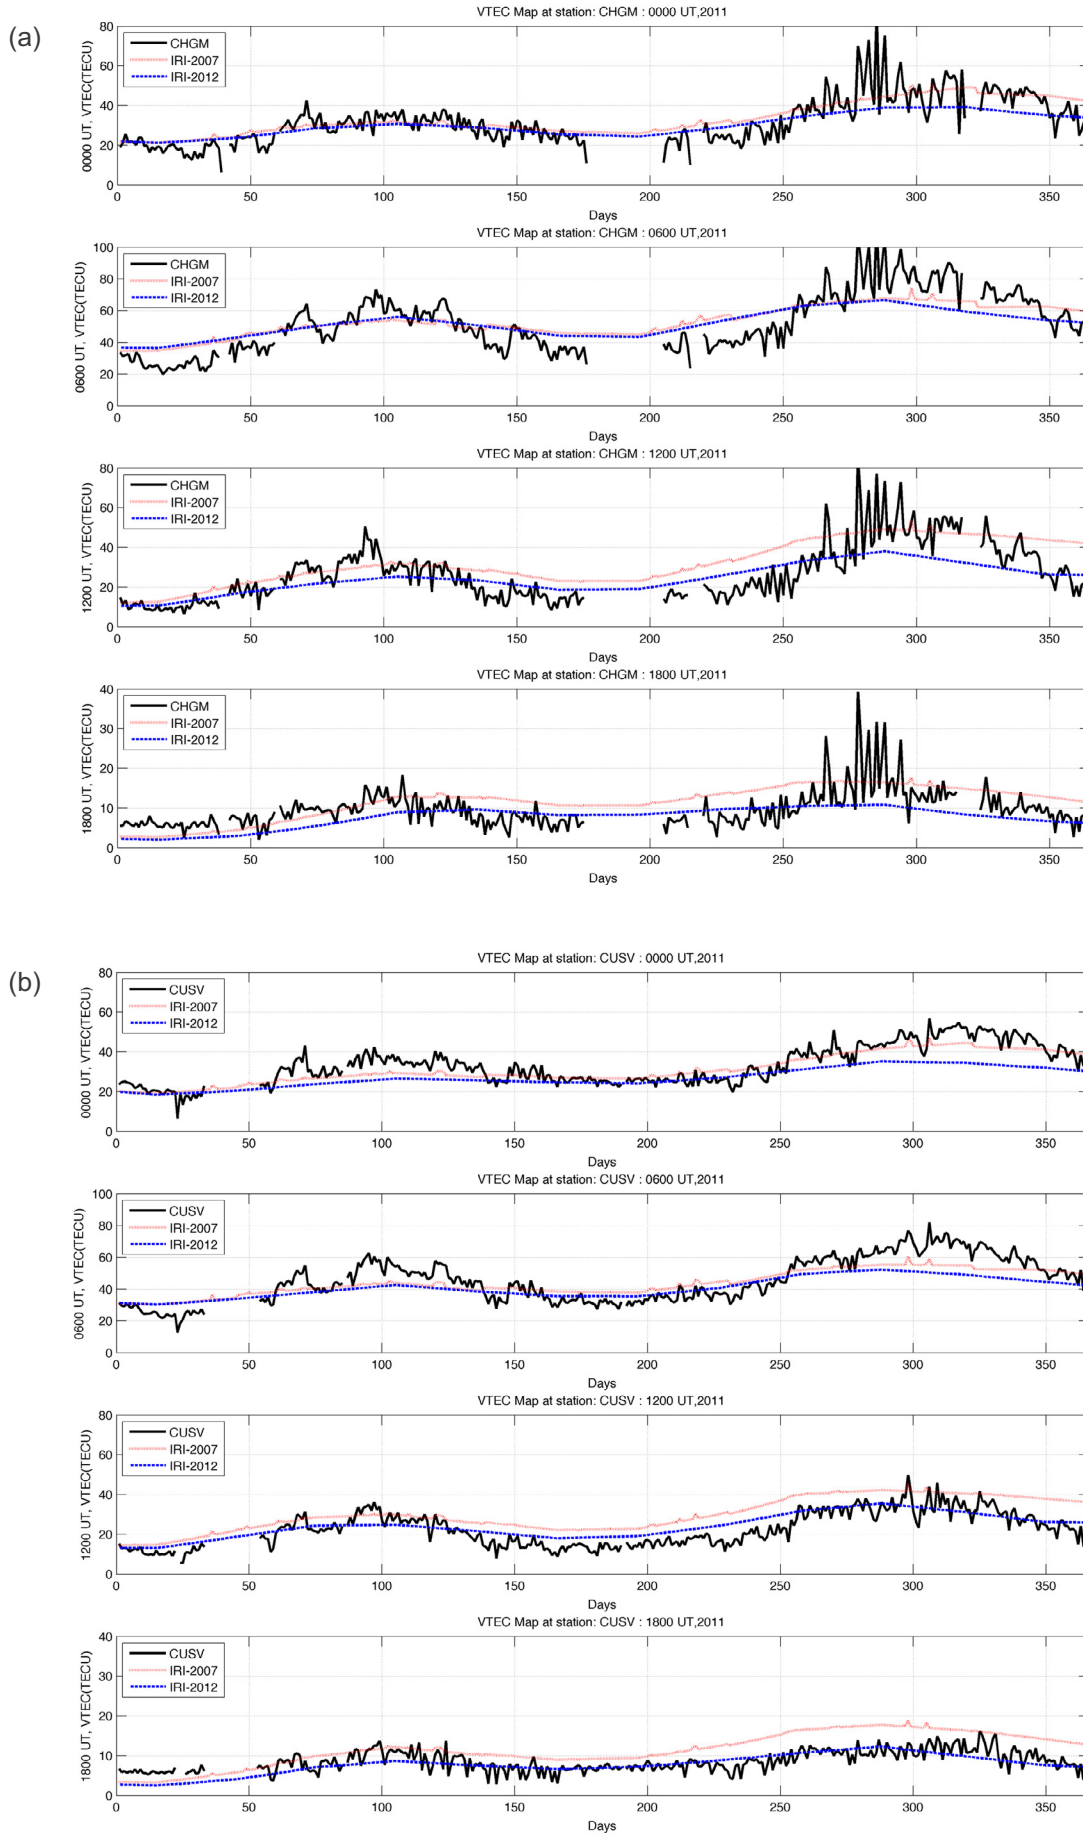 (a)
VTEC Map at station: CHGM : 0000 UT,2011
0000 UT, VTEC(TECU)
80
60
40
20
0
CHGM
IRI-2007
IRI-2012
0 50 100 150 200 250 300 350
Days
VTEC Map at station: CHGM : 0600 UT,2011
0600 UT, VTEC(TECU)
100
80
60
40
20
0
CHGM
IRI-2007
IRI-2012
0 50 100 150 200 250 300 350
Days
VTEC Map at station: CHGM : 1200 UT,2011
1200 UT, VTEC(TECU)
80
60
40
20
0
CHGM
IRI-2007
IRI-2012
0 50 100 150 200 250 300 350
Days
VTEC Map at station: CHGM : 1800 UT,2011
1800 UT, VTEC(TECU)
40
30
20
10
0
CHGM
IRI-2007
IRI-2012
0 50 100 150 200 250 300 350
Days
(b)
VTEC Map at station: CUSV : 0000 UT,2011
0000 UT, VTEC(TECU)
80
60
40
20
0
CUSV
IRI-2007
IRI-2012
0 50 100 150 200 250 300 350
Days
VTEC Map at station: CUSV : 0600 UT,2011
0600 UT, VTEC(TECU)
100
80
60
40
20
0
CUSV
IRI-2007
IRI-2012
0 50 100 150 200 250 300 350
Days
VTEC Map at station: CUSV : 1200 UT,2011
1200 UT, VTEC(TECU)
80
60
40
20
0
CUSV
IRI-2007
IRI-2012
0 50 100 150 200 250 300 350
Days
VTEC Map at station: CUSV : 1800 UT,2011
1800 UT, VTEC(TECU)
40
30
20
10
0
CUSV
IRI-2007
IRI-2012
0 50 100 150 200 250 300 350
Days